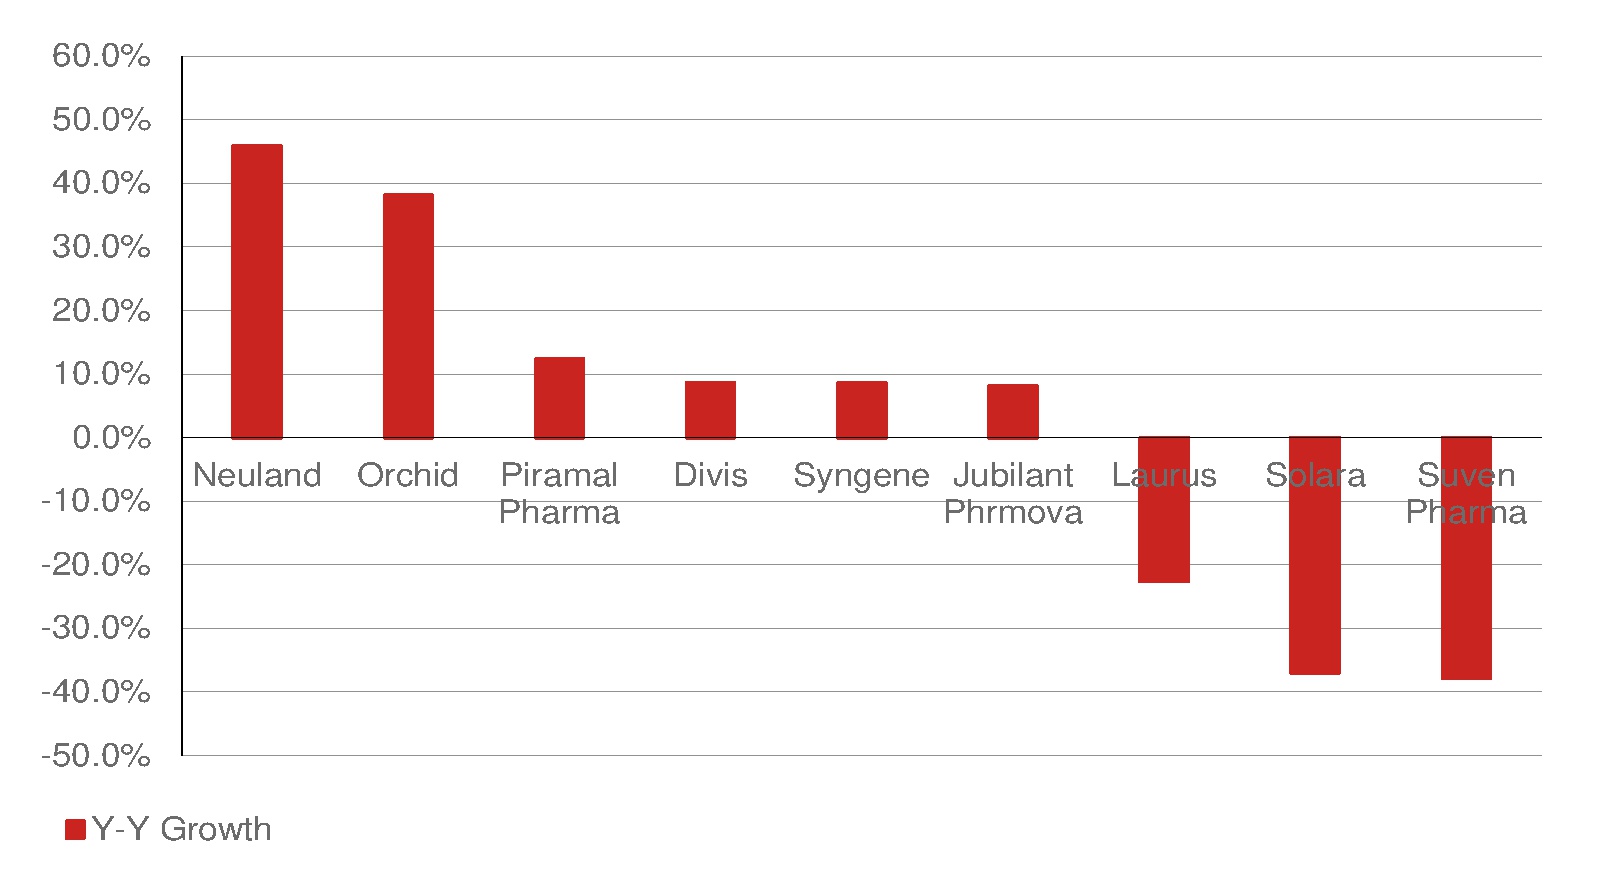 60.0%
50.0%
40.0%
30.0%
20.0%
10.0%
0.0%
-10.0%
-20.0%
-30.0%
-40.0%
-50.0%
Neuland
Orchid
Piramal
Pharma
Divis
Syngene
Jubilant
Phrmova
Laurus
Solara
Suven
Pharma
Y-Y Growth